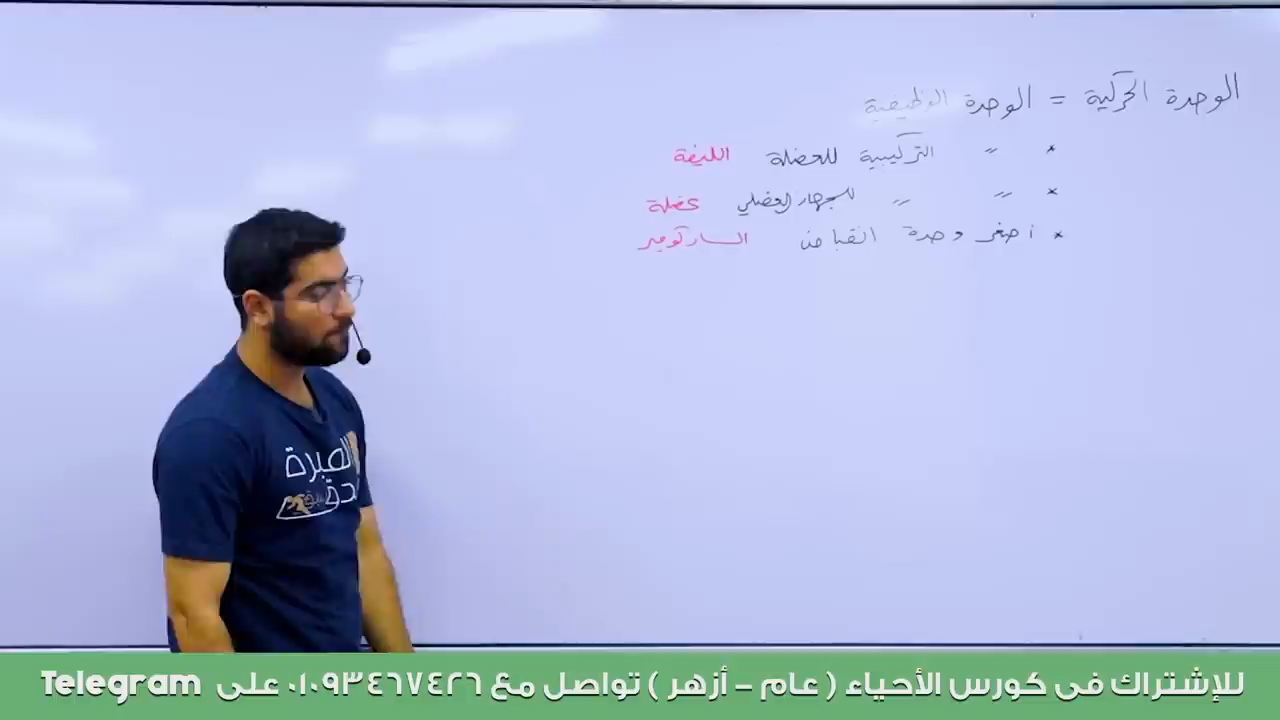 الوحدة الحركية = الوحدة الوظيفية
* 〃 التركيبية للعضلة الليفة
* 〃 〃 للجهاز العضلي عضلة
* أصغر وحدة انقباض الساركومير
العبرة
للإشتراك فى كورس الأحياء ( عام - أزهر ) تواصل مع ٠١٠٩٣٤٦٧٤٢٦ على Telegram